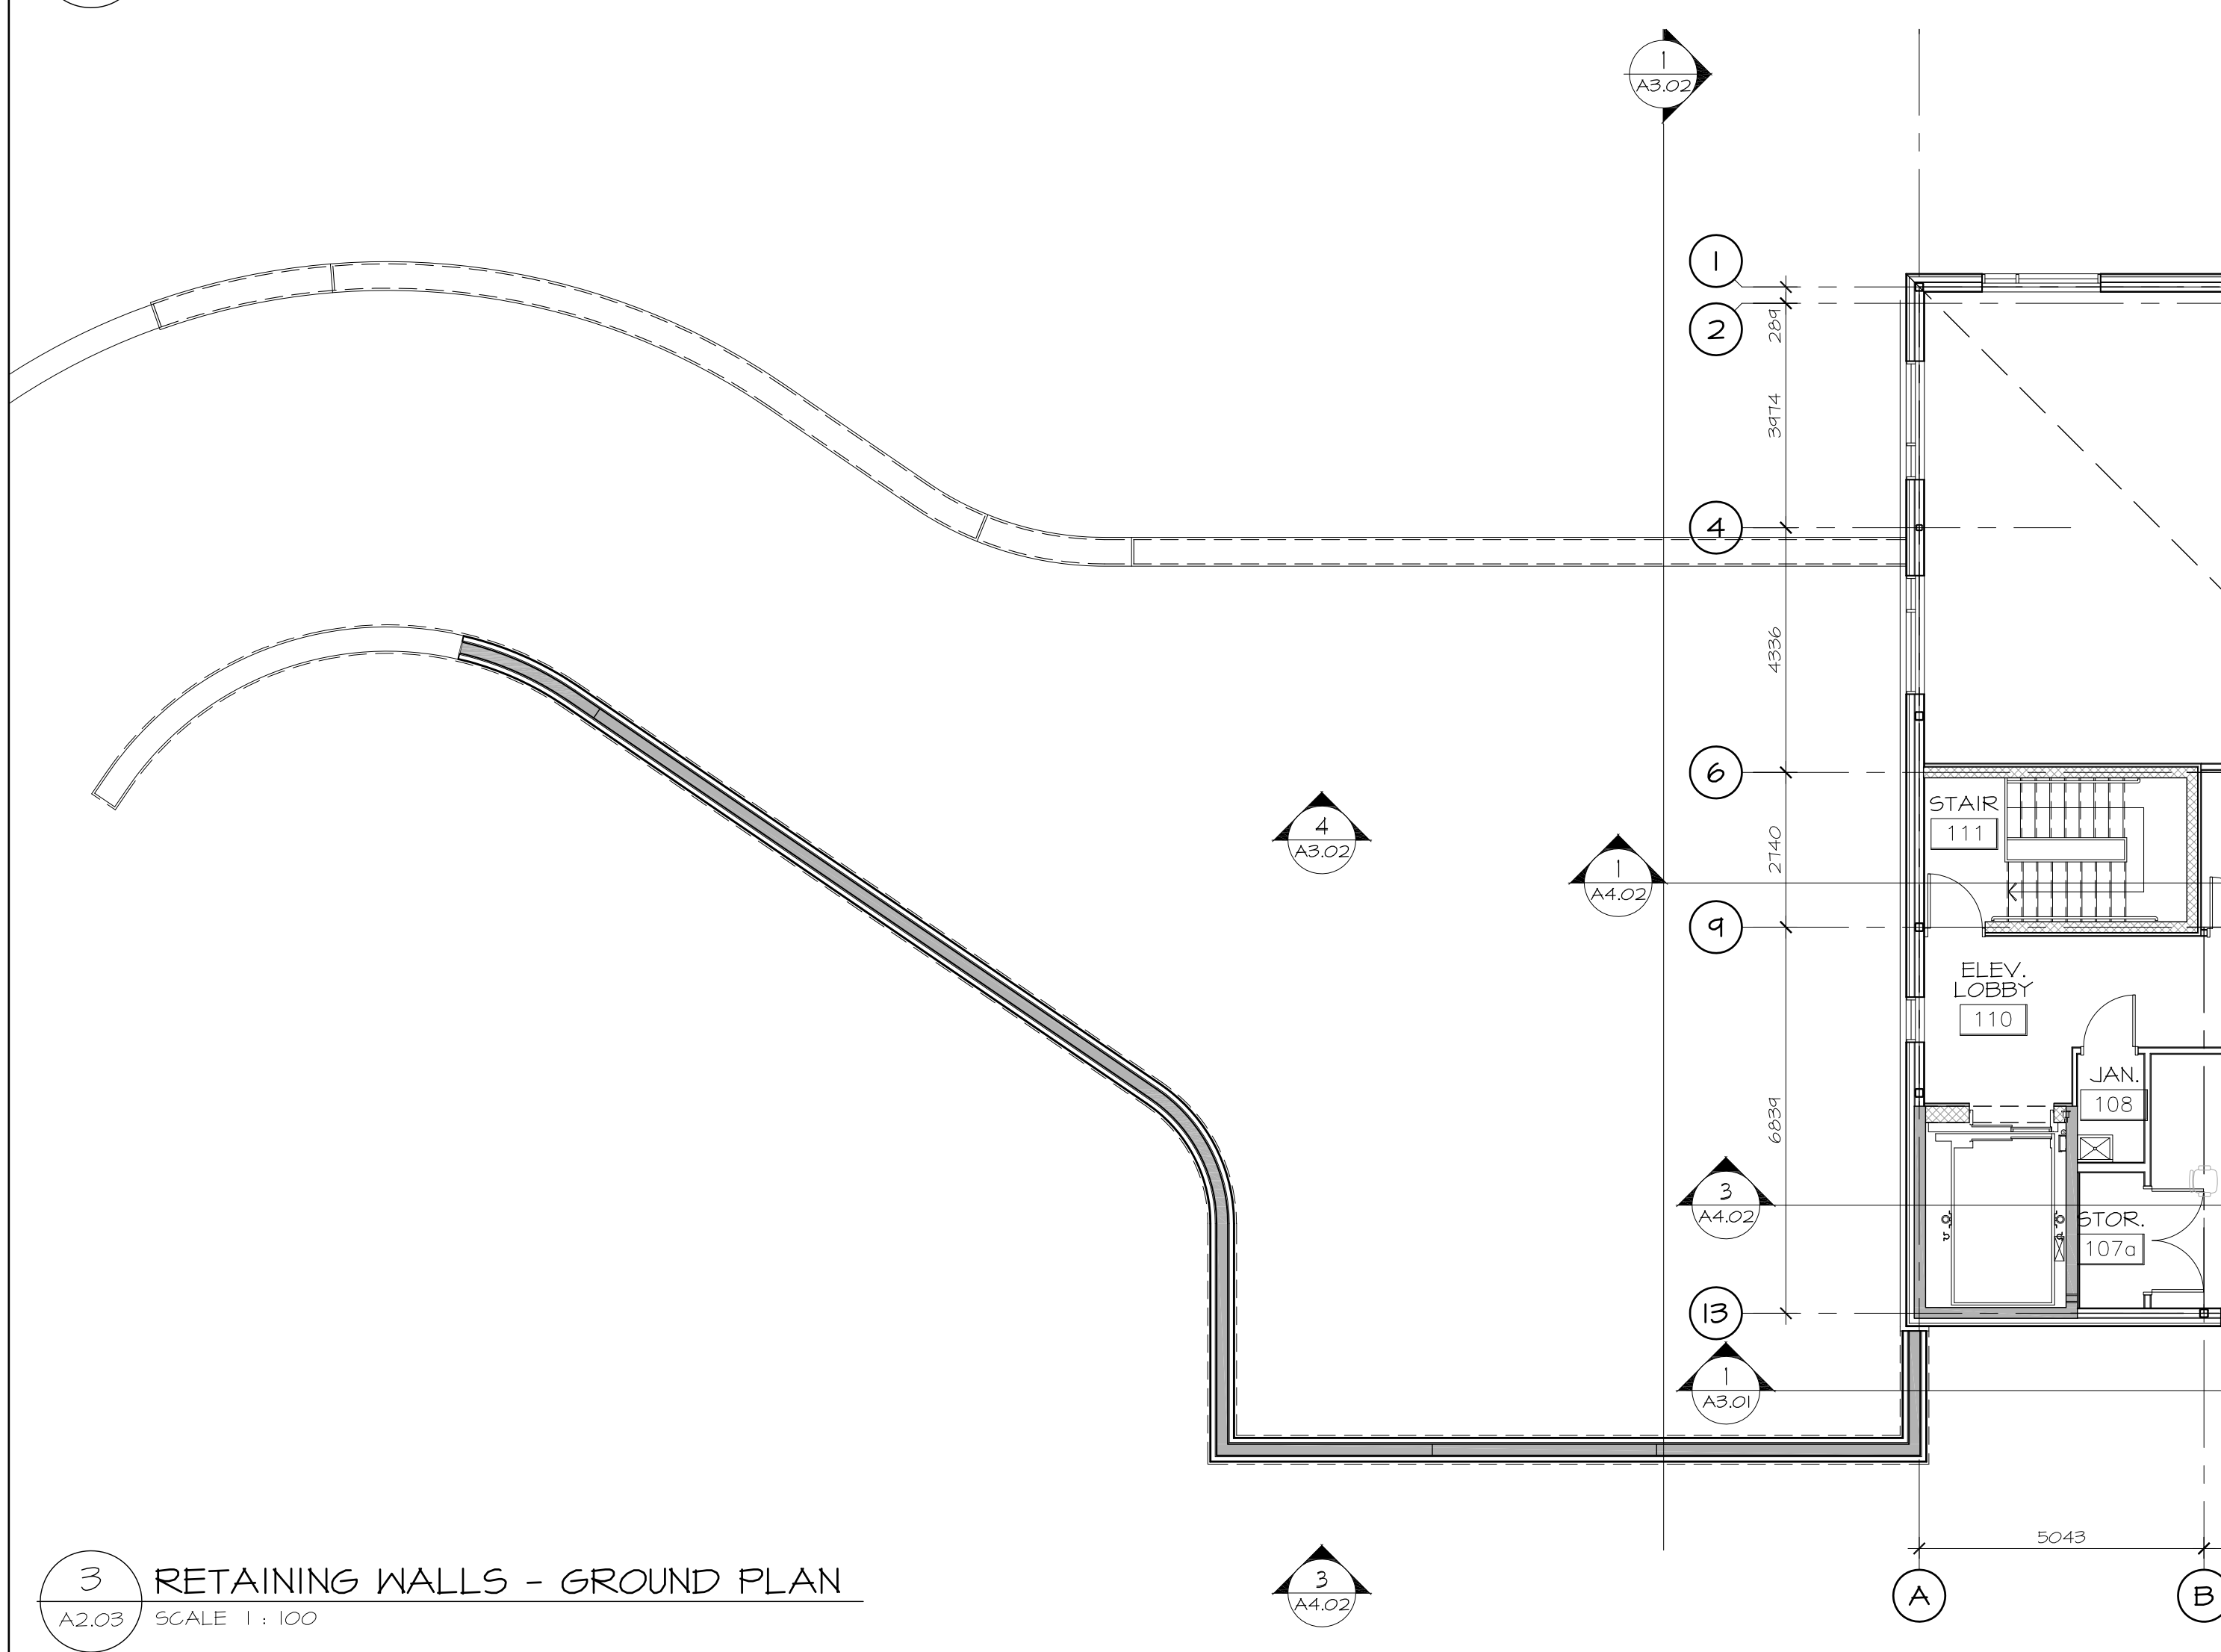 1
A3.02
1
2
289
3974
4
4336
6
4
A3.02
STAIR
111
2740
1
A4.02
9
ELEV.
LOBBY
110
JAN.
108
6839
3
A4.02
STOR.
107a
13
1
A3.01
5043
3
A4.02
A
B
3
A2.03
RETAINING WALLS - GROUND PLAN
SCALE 1 : 100